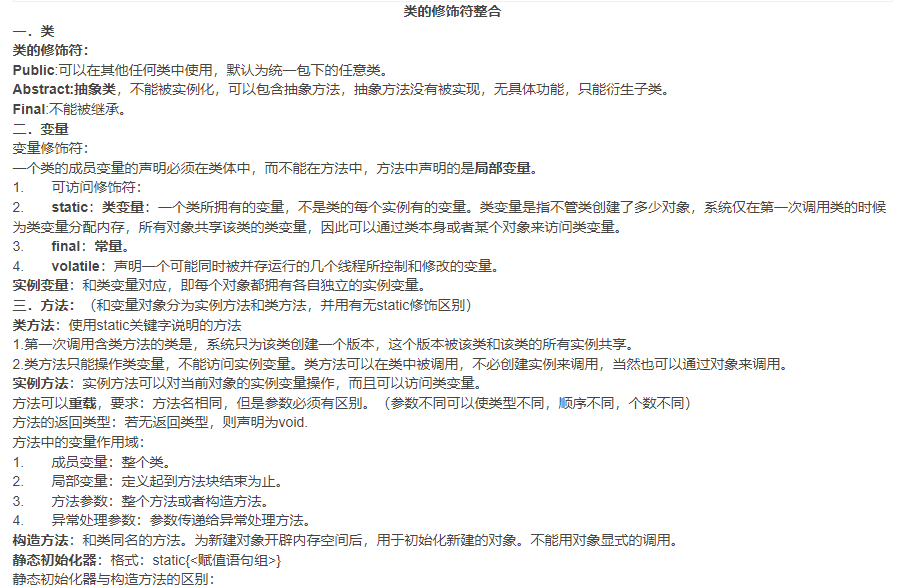 类的修饰符整合
一．类
类的修饰符：
Public:可以在其他任何类中使用，默认为统一包下的任意类。
Abstract:抽象类，不能被实例化，可以包含抽象方法，抽象方法没有被实现，无具体功能，只能衍生子类。
Final:不能被继承。
二．变量
变量修饰符：
一个类的成员变量的声明必须在类体中，而不能在方法中，方法中声明的是局部变量。
1. 可访问修饰符：
2. static：类变量：一个类所拥有的变量，不是类的每个实例有的变量。类变量是指不管类创建了多少对象，系统仅在第一次调用类的时候
为类变量分配内存，所有对象共享该类的类变量，因此可以通过类本身或者某个对象来访问类变量。
3. final：常量。
4. volatile：声明一个可能同时被并存运行的几个线程所控制和修改的变量。
实例变量：和类变量对应，即每个对象都拥有各自独立的实例变量。
三．方法：（和变量对象分为实例方法和类方法，并用有无static修饰区别）
类方法：使用static关键字说明的方法
1.第一次调用含类方法的类是，系统只为该类创建一个版本，这个版本被该类和该类的所有实例共享。
2.类方法只能操作类变量，不能访问实例变量。类方法可以在类中被调用，不必创建实例来调用，当然也可以通过对象来调用。
实例方法：实例方法可以对当前对象的实例变量操作，而且可以访问类变量。
方法可以重载，要求：方法名相同，但是参数必须有区别。（参数不同可以使类型不同，顺序不同，个数不同）
方法的返回类型：若无返回类型，则声明为void.
方法中的变量作用域：
1. 成员变量：整个类。
2. 局部变量：定义起到方法块结束为止。
3. 方法参数：整个方法或者构造方法。
4. 异常处理参数：参数传递给异常处理方法。
构造方法：和类同名的方法。为新建对象开辟内存空间后，用于初始化新建的对象。不能用对象显式的调用。
静态初始化器：格式：static{<赋值语句组>}
静态初始化器与构造方法的区别：